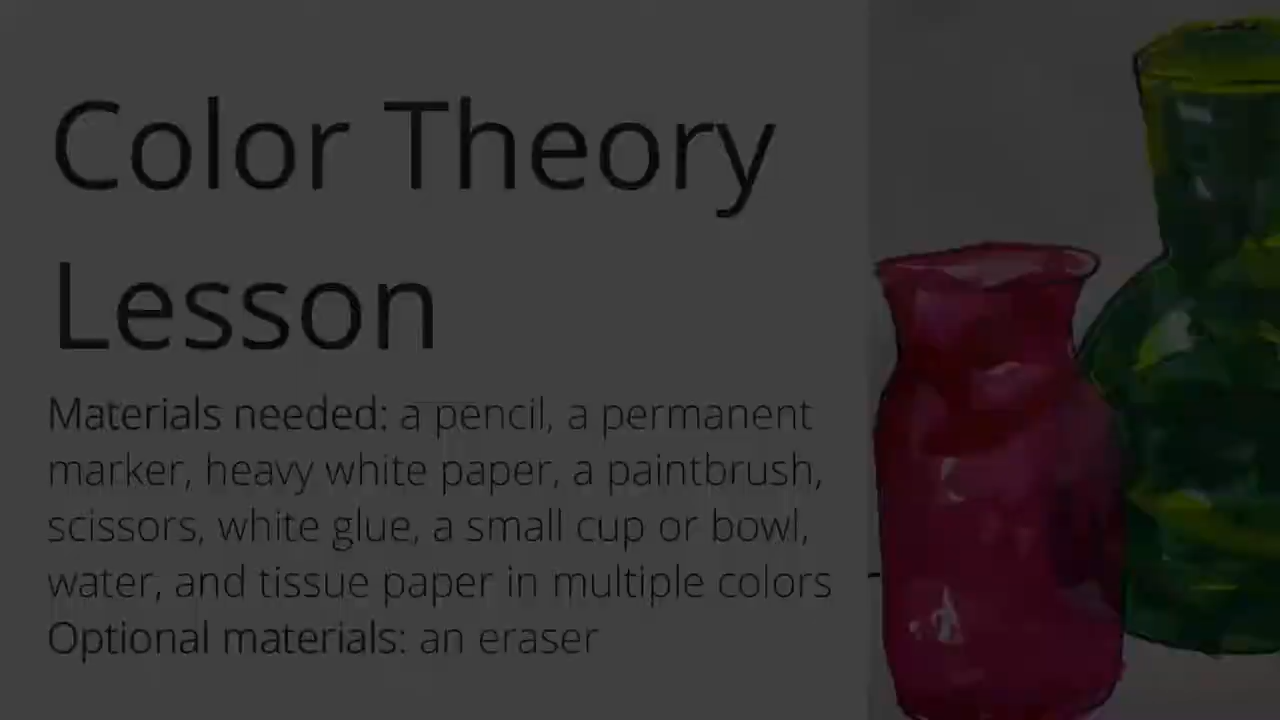 Color Theory
Lesson
Materials needed: a pencil, a permanent
marker, heavy white paper, a paintbrush,
scissors, white glue, a small cup or bowl,
water, and tissue paper in multiple colors
Optional materials: an eraser